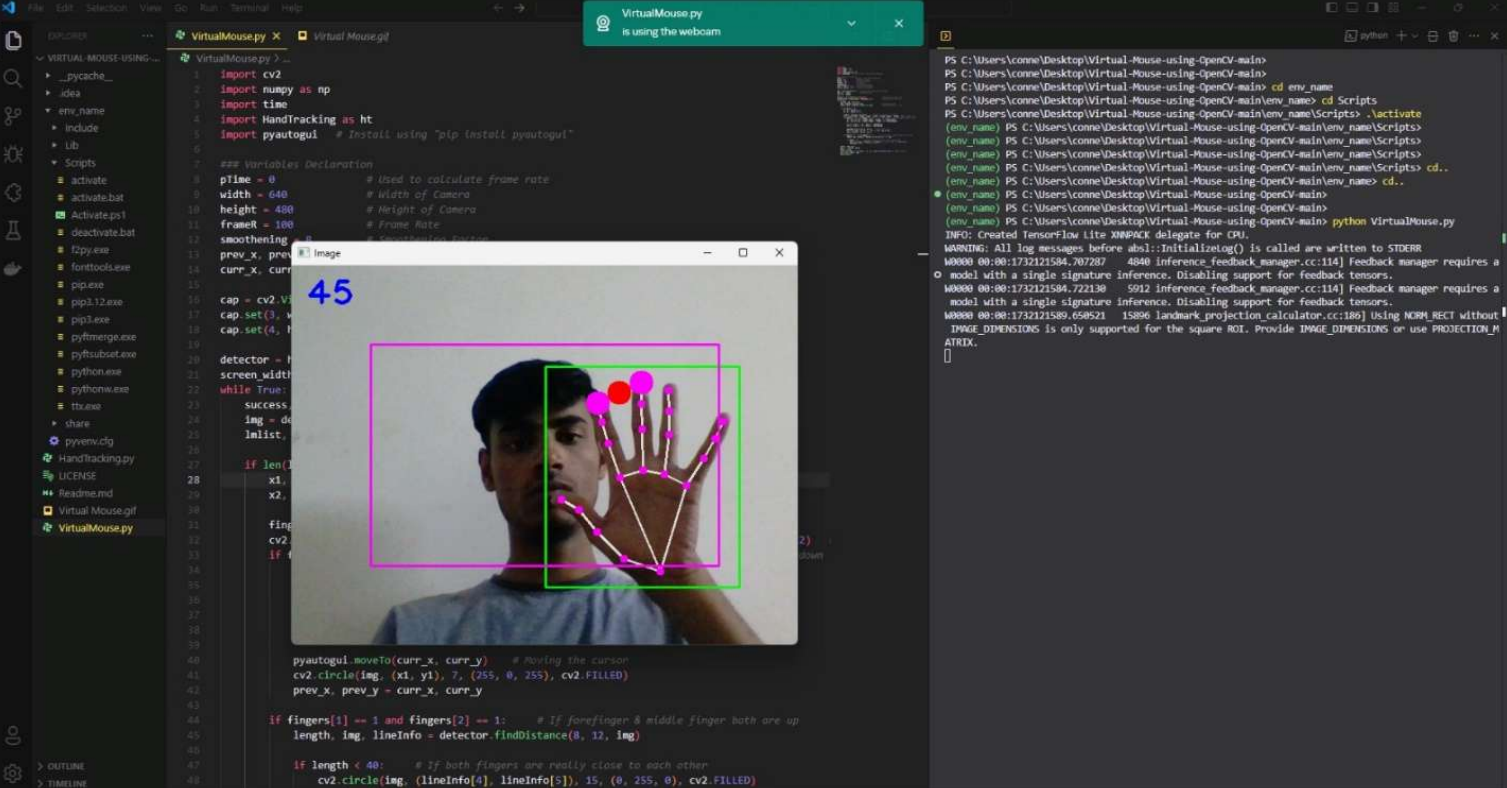 File Edit Selection View Go Run Terminal Help
VirtualMouse.py
is using the webcam
EXPLORER
VIRTUAL-MOUSE-USING-...
__pycache__
.idea
env_name
Include
Lib
Scripts
activate
activate.bat
Activate.ps1
deactivate.bat
f2py.exe
fonttools.exe
pip.exe
pip3.12.exe
pip3.exe
pyftmerge.exe
pyftsubset.exe
python.exe
pythonw.exe
ttx.exe
share
pyvenv.cfg
HandTracking.py
LICENSE
Readme.md
Virtual Mouse.gif
VirtualMouse.py
OUTLINE
TIMELINE
VirtualMouse.py Virtual Mouse.gif
VirtualMouse.py > ...
1 import cv2
2 import numpy as np
3 import time
4 import HandTracking as ht
5 import pyautogui # Install using "pip install pyautogui"
6
7 ### Variables Declaration
8 pTime = 0 # Used to calculate frame rate
9 width = 640 # Width of Camera
10 height = 480 # Height of Camera
11 frameR = 100 # Frame Rate
12 smoothening = 8 # Smoothening Factor
13 prev_x, prev
14 curr_x, curr
15
16 cap = cv2.Vi
17 cap.set(3, w
18 cap.set(4, h
19
20 detector = h
21 screen_width
22 while True:
23 success,
24 img = de
25 lmlist,
26
27 if len(l
28 x1,
29 x2,
30
31 fing
32 cv2. 2)
33 if f down
34
35
36
37
38
39
40 pyautogui.moveTo(curr_x, curr_y) # Moving the cursor
41 cv2.circle(img, (x1, y1), 7, (255, 0, 255), cv2.FILLED)
42 prev_x, prev_y = curr_x, curr_y
43
44 if fingers[1] == 1 and fingers[2] == 1: # If forefinger & middle finger both are up
45 length, img, lineInfo = detector.findDistance(8, 12, img)
46
47 if length < 40: # If both fingers are really close to each other
48 cv2.circle(img, (lineInfo[4], lineInfo[5]), 15, (0, 255, 0), cv2.FILLED)
Image
45
python
PS C:\Users\conne\Desktop\Virtual-Mouse-using-OpenCV-main>
PS C:\Users\conne\Desktop\Virtual-Mouse-using-OpenCV-main>
PS C:\Users\conne\Desktop\Virtual-Mouse-using-OpenCV-main> cd env_name
PS C:\Users\conne\Desktop\Virtual-Mouse-using-OpenCV-main\env_name> cd Scripts
PS C:\Users\conne\Desktop\Virtual-Mouse-using-OpenCV-main\env_name\Scripts> .\activate
(env_name) PS C:\Users\conne\Desktop\Virtual-Mouse-using-OpenCV-main\env_name\Scripts>
(env_name) PS C:\Users\conne\Desktop\Virtual-Mouse-using-OpenCV-main\env_name\Scripts>
(env_name) PS C:\Users\conne\Desktop\Virtual-Mouse-using-OpenCV-main\env_name\Scripts>
(env_name) PS C:\Users\conne\Desktop\Virtual-Mouse-using-OpenCV-main\env_name\Scripts> cd..
(env_name) PS C:\Users\conne\Desktop\Virtual-Mouse-using-OpenCV-main\env_name> cd..
(env_name) PS C:\Users\conne\Desktop\Virtual-Mouse-using-OpenCV-main>
(env_name) PS C:\Users\conne\Desktop\Virtual-Mouse-using-OpenCV-main>
(env_name) PS C:\Users\conne\Desktop\Virtual-Mouse-using-OpenCV-main> python VirtualMouse.py
INFO: Created TensorFlow Lite XNNPACK delegate for CPU.
WARNING: All log messages before absl::InitializeLog() is called are written to STDERR
W0000 00:00:1732121584.707287 4840 inference_feedback_manager.cc:114] Feedback manager requires a
model with a single signature inference. Disabling support for feedback tensors.
W0000 00:00:1732121584.722130 5912 inference_feedback_manager.cc:114] Feedback manager requires a
model with a single signature inference. Disabling support for feedback tensors.
W0000 00:00:1732121589.650521 15896 landmark_projection_calculator.cc:186] Using NORM_RECT without
IMAGE_DIMENSIONS is only supported for the square ROI. Provide IMAGE_DIMENSIONS or use PROJECTION_M
ATRIX.